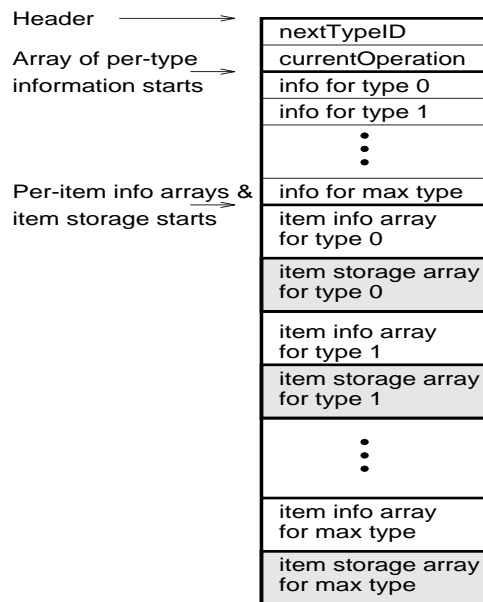 Header
nextTypeID
Array of per-type
information starts
currentOperation
info for type 0
info for type 1
Per-item info arrays &
item storage starts
info for max type
item info array
for type 0
item storage array
for type 0
item info array
for type 1
item storage array
for type 1
item info array
for max type
item storage array
for max type